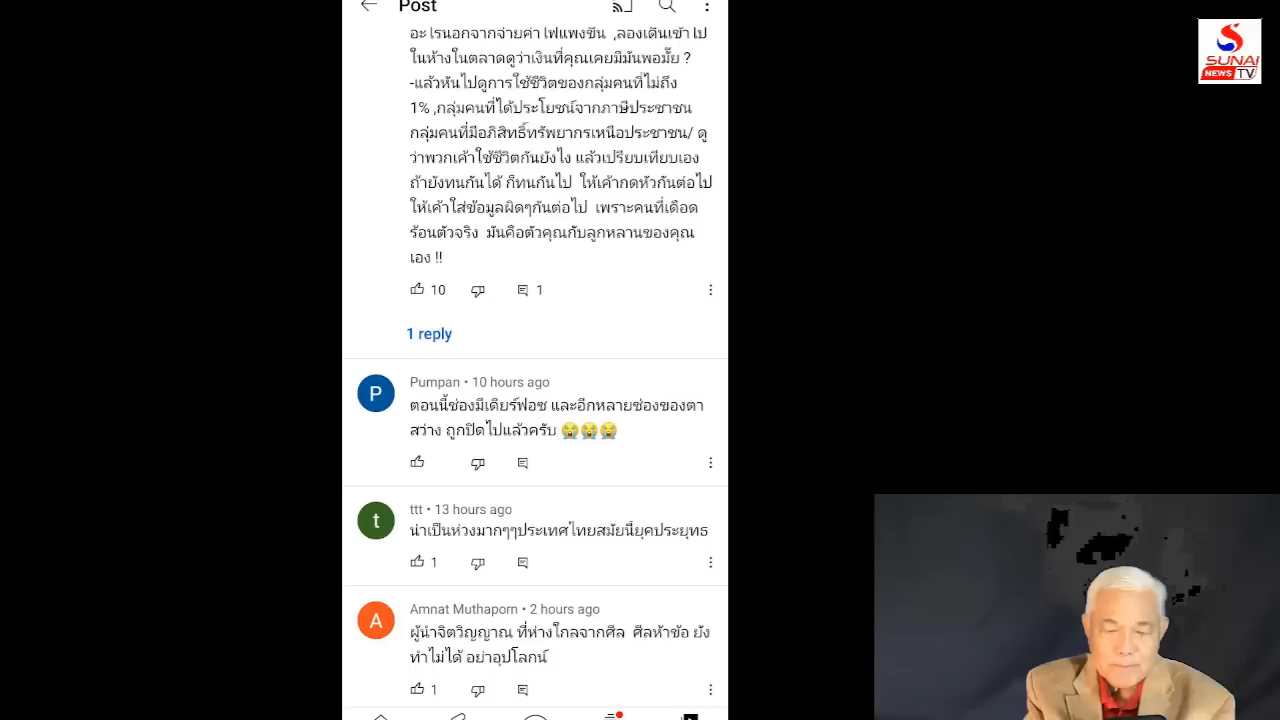 Post
อะไรนอกจากจ่ายค่าไฟแพงขึ้น ,ลองเดินเข้าไป
ในห้างในตลาดดูว่าเงินที่คุณเคยมีมันพอมั้ย ?
-แล้วหันไปดูการใช้ชีวิตของกลุ่มคนที่ไม่ถึง
1% ,กลุ่มคนที่ได้ประโยชน์จากภาษีประชาชน
กลุ่มคนที่มีอภิสิทธิ์ทรัพยากรเหนือประชาชน/ ดู
ว่าพวกเค้าใช้ชีวิตกันยังไง แล้วเปรียบเทียบเอง
ถ้ายังทนกันได้ ก็ทนกันไป ให้เค้ากดหัวกันต่อไป
ให้เค้าใส่ข้อมูลผิดๆกันต่อไป เพราะคนที่เดือด
ร้อนตัวจริง มันคือตัวคุณกับลูกหลานของคุณ
เอง !!
10 1
1 reply
P
Pumpan • 10 hours ago
ตอนนี้ช่องมีเดียร์ฟอซ และอีกหลายช่องของตา
สว่าง ถูกปิดไปแล้วครับ 😭😭😭
t
ttt • 13 hours ago
น่าเป็นห่วงมากๆๆประเทศไทยสมัยนี้ยุคประยุทธ
1
A
Amnat Muthaporn • 2 hours ago
ผู้นำจิตวิญญาณ ที่ห่างไกลจากศีล ศีลห้าข้อ ยัง
ทำไม่ได้ อย่าอุปโลกน์
1
SUNAI
NEWS TV